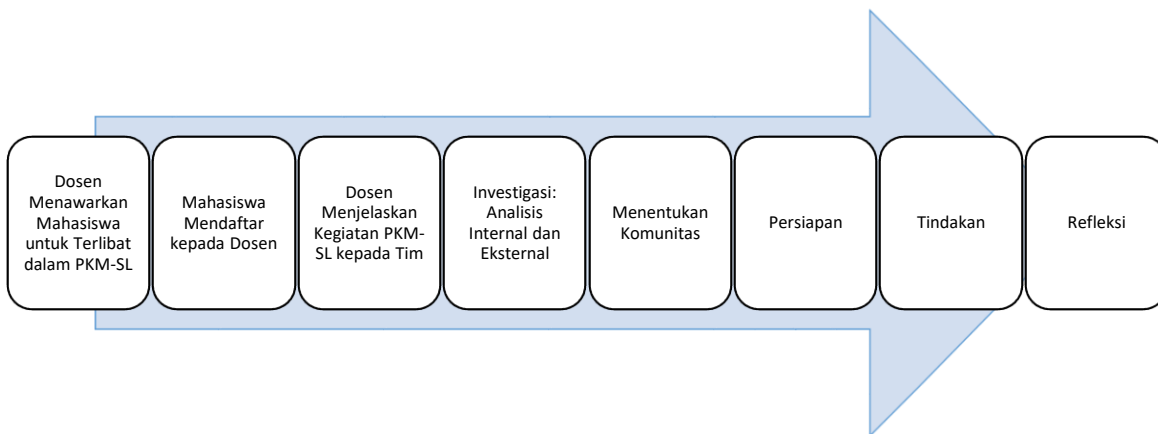 Dosen
Menawarkan
Mahasiswa
untuk Terlibat
dalam PKM-SL
Mahasiswa
Mendaftar
kepada Dosen
Dosen
Menjelaskan
Kegiatan PKM-
SL kepada Tim
Investigasi:
Analisis
Internal dan
Eksternal
Menentukan
Komunitas
Persiapan
Tindakan
Refleksi